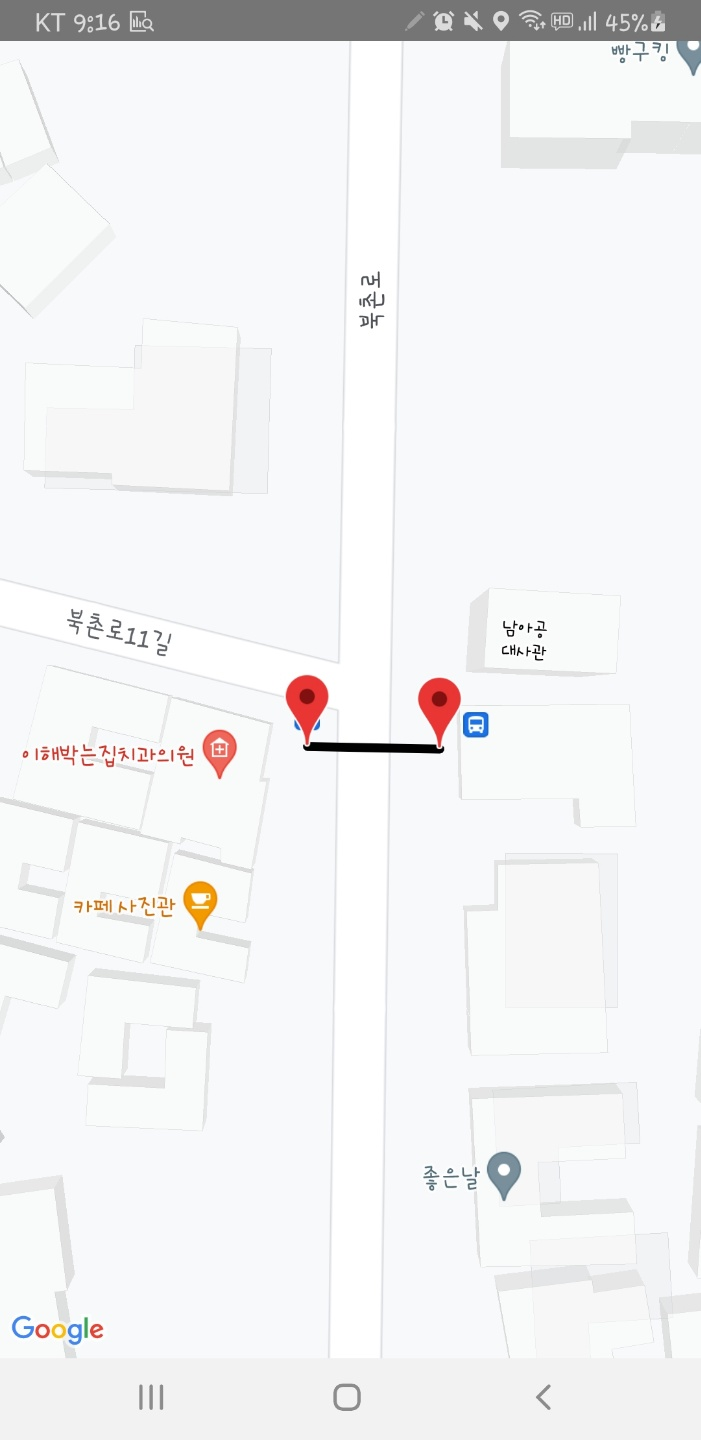 KT 9:16
HD 45%
빵구킹
북촌로
북촌로11길
남아공
대사관
이해박는집치과의원
카페 사진관
좋은날
Google